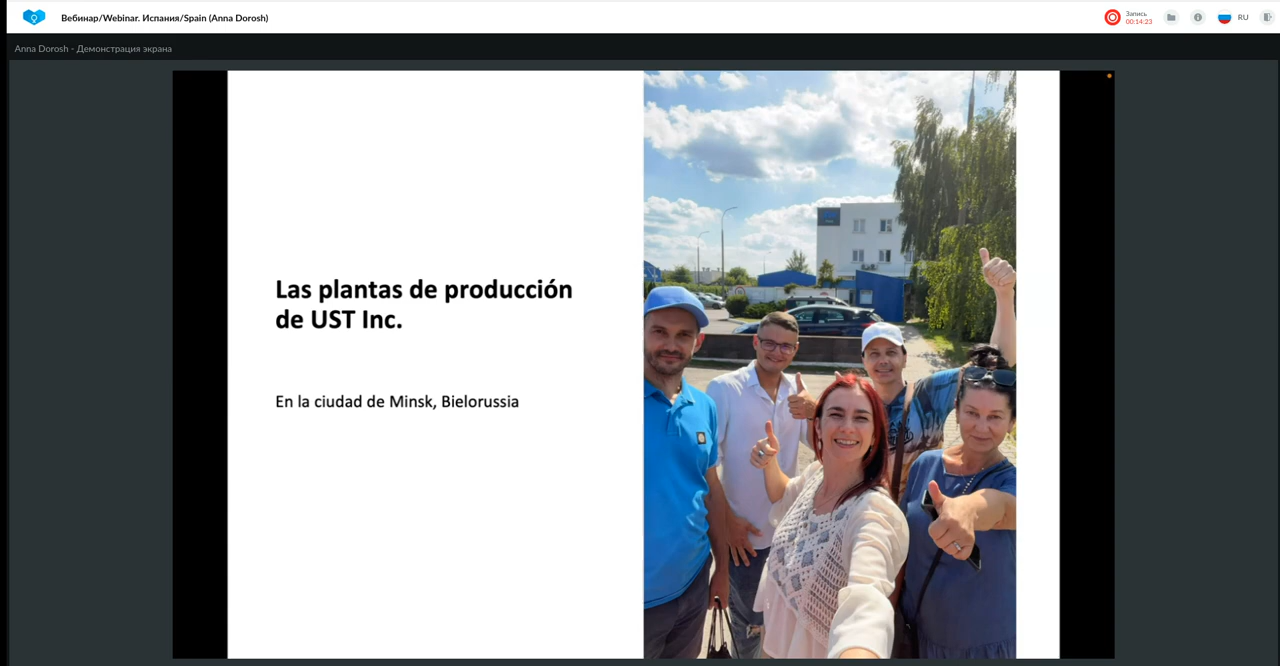 Вебинар/Webinar. Испания/Spain (Anna Dorosh)
Запись
00:14:23
RU
Anna Dorosh - Демонстрация экрана
Las plantas de producción
de UST Inc.
En la ciudad de Minsk, Bielorussia